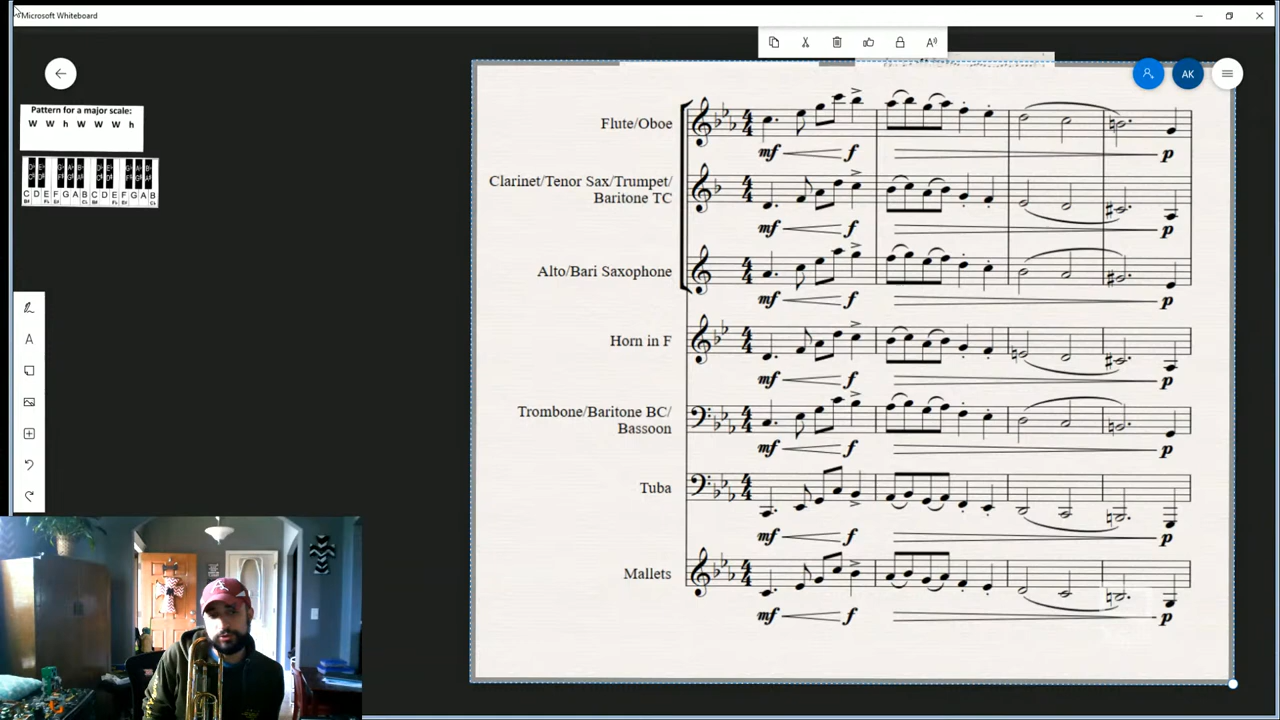 Microsoft Whiteboard
AK
Pattern for a major scale:
W W h W W W h
C D E F G A B C D E F G A B
Flute/Oboe
mf f p
Clarinet/Tenor Sax/Trumpet/
Baritone TC
mf f p
Alto/Bari Saxophone
mf f p
Horn in F
mf f p
Trombone/Baritone BC/
Bassoon
mf f p
Tuba
mf f p
Mallets
mf f p